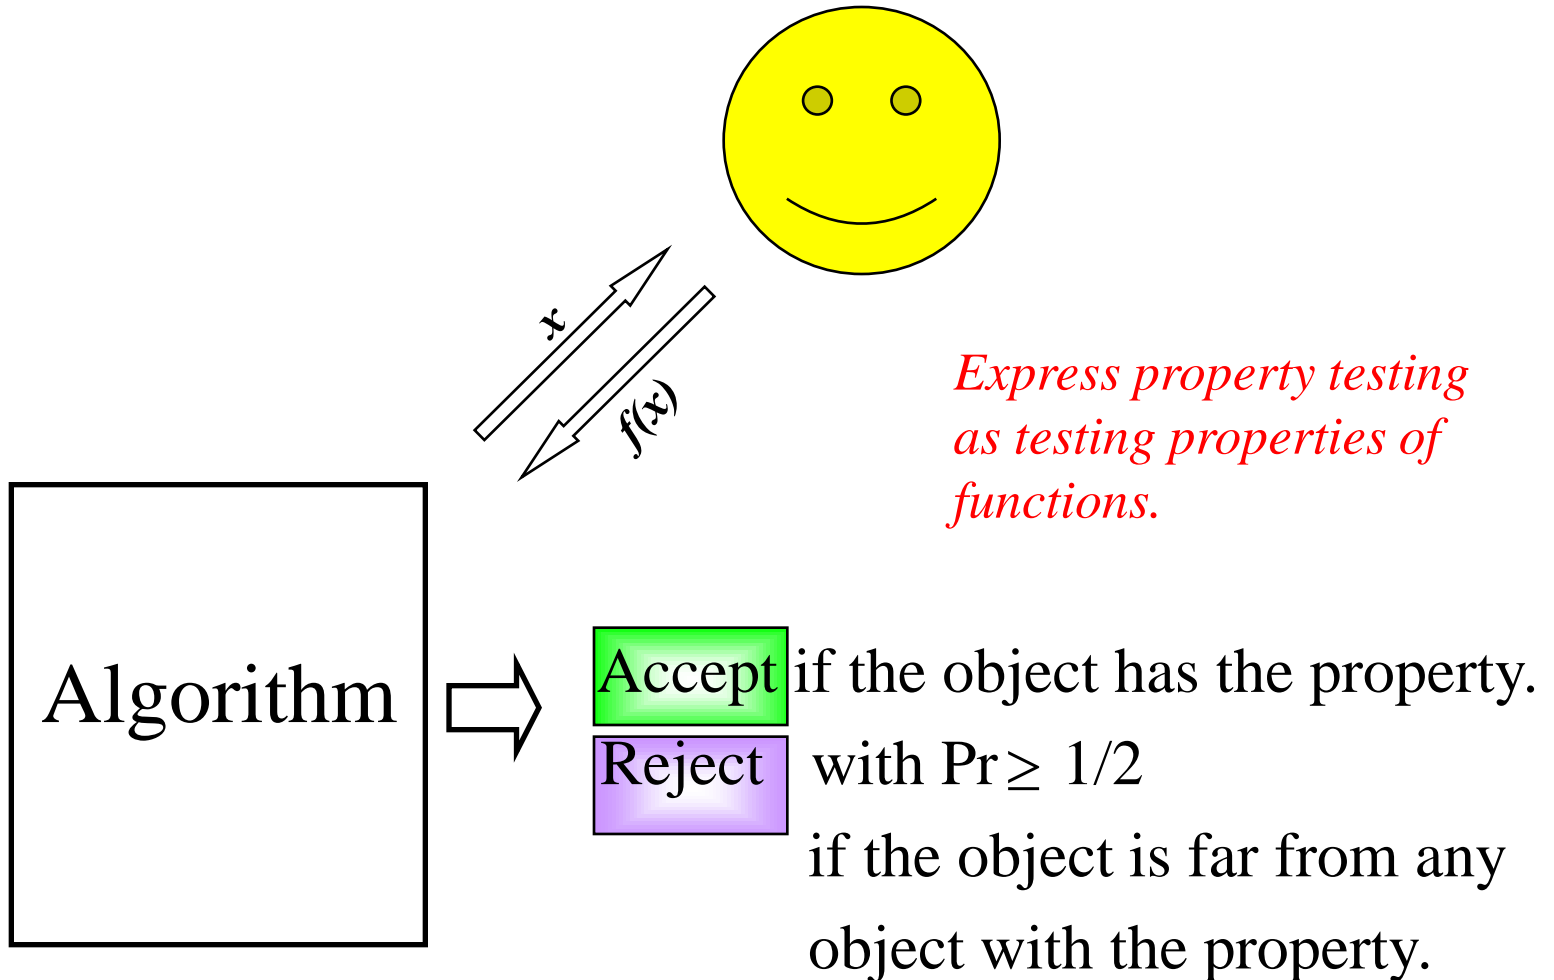 x
f(x)
Express property testing
as testing properties of
functions.
Algorithm
Accept if the object has the property.
Reject with Pr ≥ 1/2
if the object is far from any
object with the property.